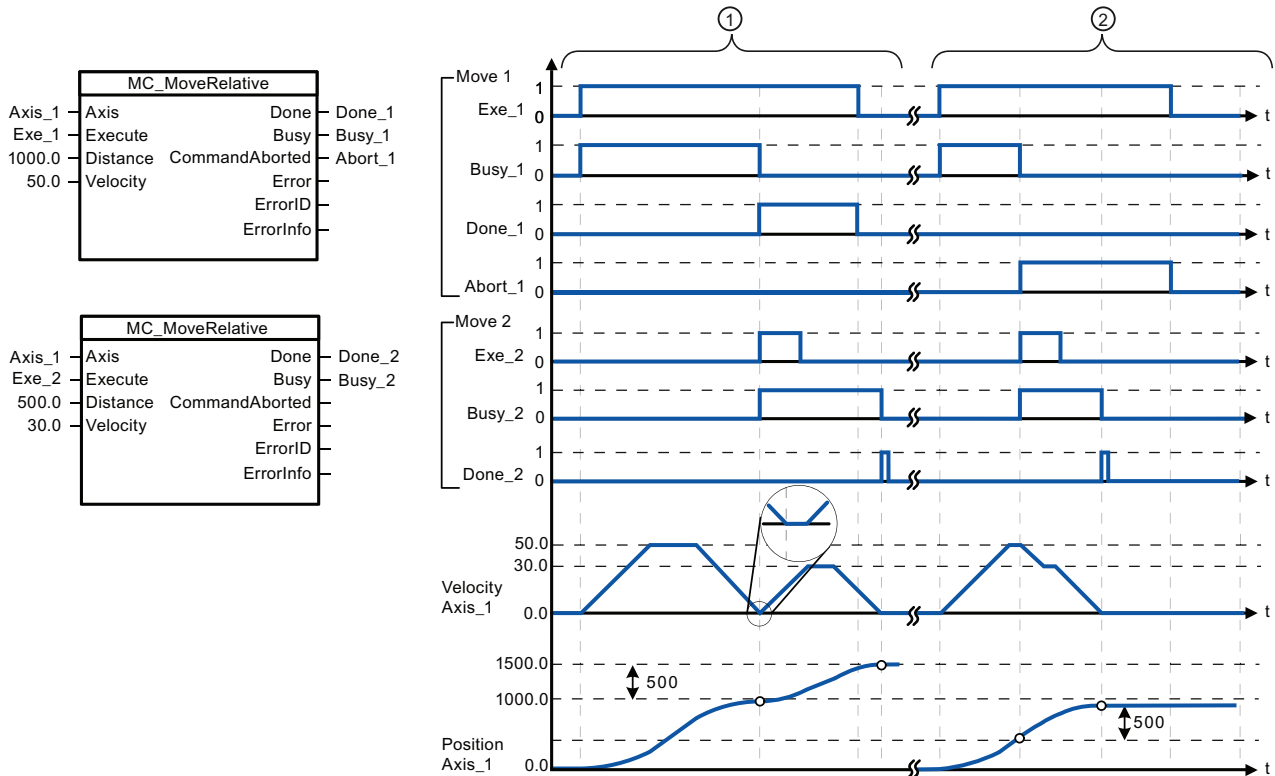 1
2
MC_MoveRelative
Axis_1 Axis Done Done_1
Exe_1 Execute Busy Busy_1
1000.0 Distance CommandAborted Abort_1
50.0 Velocity Error
ErrorID
ErrorInfo
MC_MoveRelative
Axis_1 Axis Done Done_2
Exe_2 Execute Busy Busy_2
500.0 Distance CommandAborted
30.0 Velocity Error
ErrorID
ErrorInfo
Move 1
1
Exe_1
0 t
1
Busy_1
0 t
1
Done_1
0 t
1
Abort_1 0 t
Move 2
1
Exe_2
0 t
1
Busy_2 0 t
1
Done_2 0 t
50.0
30.0
Velocity
Axis_1
0.0 t
1500.0
500
1000.0
500
Position
Axis_1
0.0 t